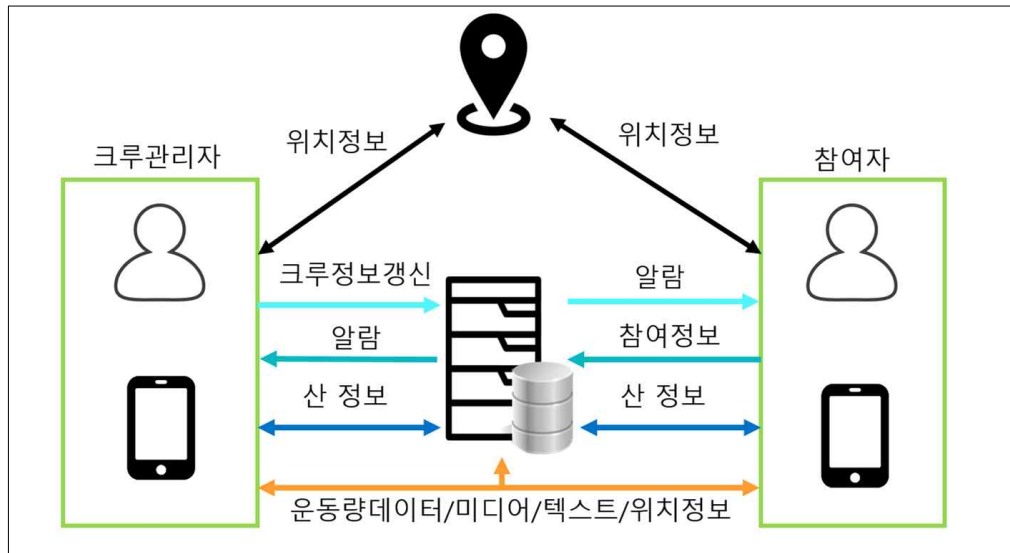 위치정보
위치정보
크루관리자
참여자
크루정보갱신
알람
알람
참여정보
산 정보
산 정보
운동량데이터/미디어/텍스트/위치정보